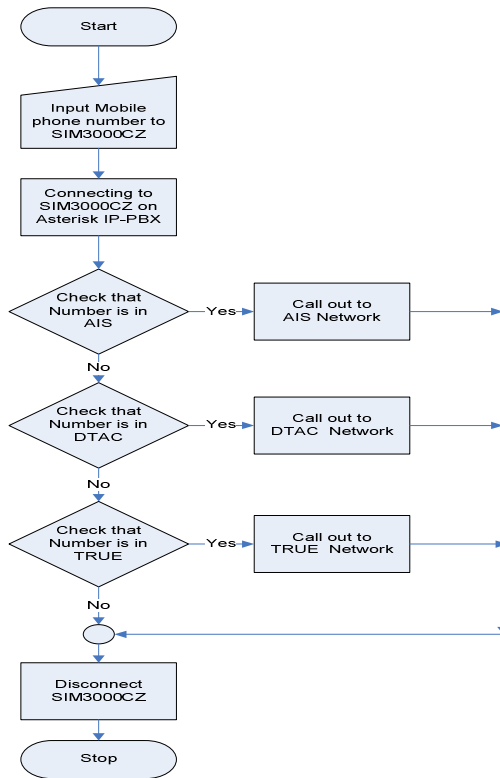 Start
Input Mobile
phone number to
SIM3000CZ
Connecting to
SIM3000CZ on
Asterisk IP-PBX
Check that
Number is in
AIS
Yes
Call out to
AIS Network
No
Check that
Number is in
DTAC
Yes
Call out to
DTAC Network
No
Check that
Number is in
TRUE
Yes
Call out to
TRUE Network
No
Disconnect
SIM3000CZ
Stop